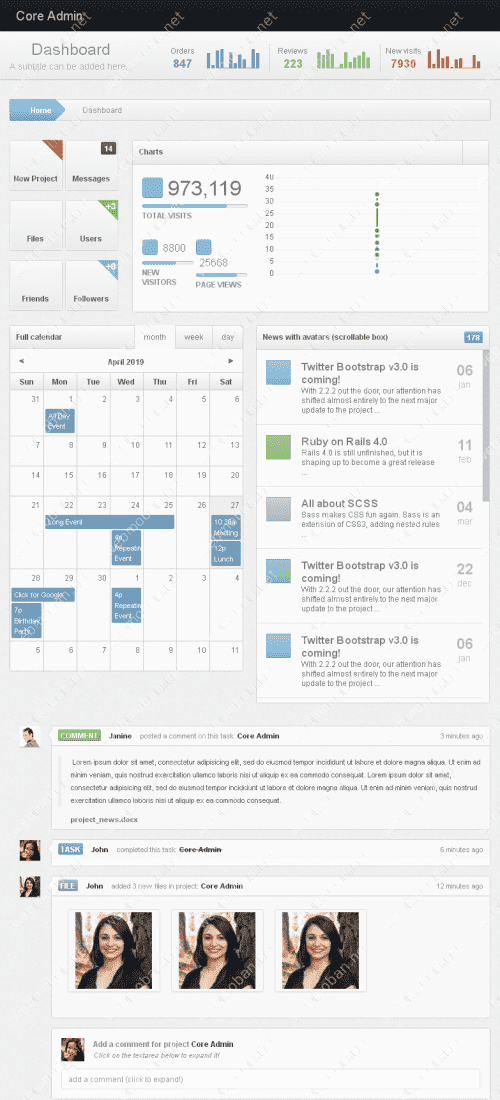 Core Admin
Dashboard
A subtitle can be added here.
Orders
847
Reviews
223
New visits
7930
Home
Dashboard
New Project
14
Messages
Files
+3
Users
Friends
Followers
Charts
973,119
TOTAL VISITS
8800
NEW
VISITORS
25668
PAGE VIEWS
40
35
30
25
20
15
10
5
0
Full calendar
month week day
April 2019
Sun Mon Tue Wed Thu Fri Sat
31 1 2 3 4 5 6
All Day
Event
7 8 9 10 11 12 13
14 15 16 17 18 19 20
21 22 23 24 25 26 27
Long Event
4p
Repeating
Event
10:30a
Meeting
12p
Lunch
28 29 30 1 2 3 4
Click for Google
7p
Birthday
Party
4p
Repeating
Event
5 6 7 8 9 10 11
News with avatars (scrollable box)
178
Twitter Bootstrap v3.0 is
coming!
With 2.2.2 out the door, our attention has
shifted almost entirely to the next major
update to the project ...
06
jan
Ruby on Rails 4.0
Rails 4.0 is still unfinished, but it is
shaping up to become a great release
...
11
feb
All about SCSS
Sass makes CSS fun again. Sass is an
extension of CSS3, adding nested rules
...
04
mar
Twitter Bootstrap v3.0 is
coming!
With 2.2.2 out the door, our attention has
shifted almost entirely to the next major
update to the project ...
22
dec
Twitter Bootstrap v3.0 is
coming!
With 2.2.2 out the door, our attention has
shifted almost entirely to the next major
update to the project ...
06
jan
COMMENT Janine posted a comment on this task: Core Admin 3 minutes ago
Lorem ipsum dolor sit amet, consectetur adipisicing elit, sed do eiusmod tempor incididunt ut labore et dolore magna aliqua. Ut enim ad
minim veniam, quis nostrud exercitation ullamco laboris nisi ut aliquip ex ea commodo consequat. Lorem ipsum dolor sit amet,
consectetur adipisicing elit, sed do eiusmod tempor incididunt ut labore et dolore magna aliqua. Ut enim ad minim veniam, quis nostrud
exercitation ullamco laboris nisi ut aliquip ex ea commodo consequat.
project_news.docx
TASK John completed this task: Core Admin 6 minutes ago
FILE John added 3 new files in project: Core Admin 12 minutes ago
Add a comment for project Core Admin
Click on the textarea below to expand it!
add a comment (click to expand!)